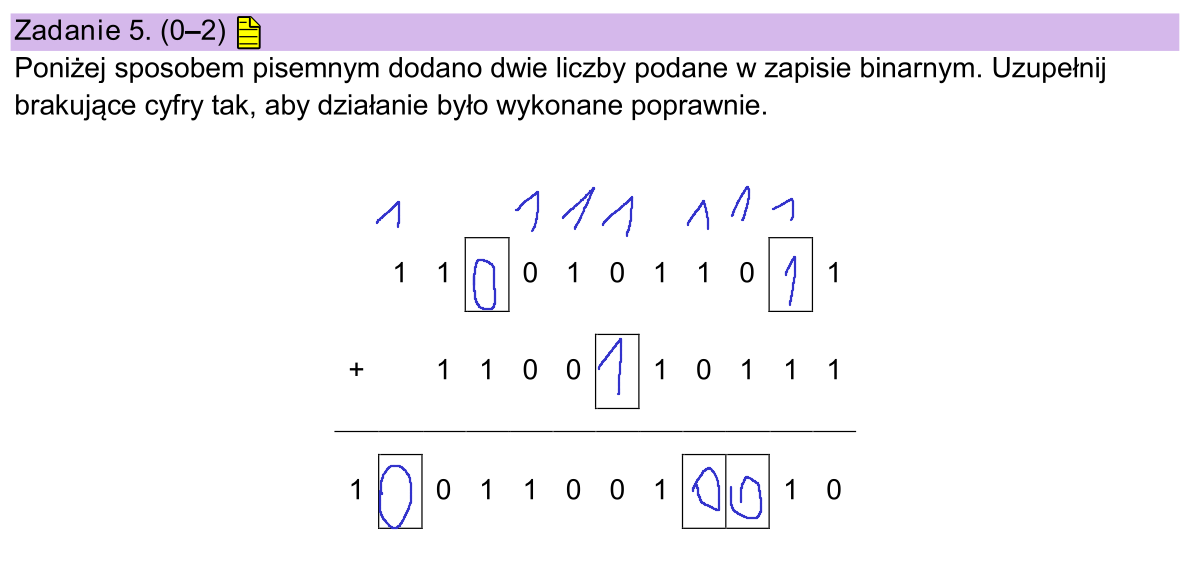 Zadanie 5. (0–2)
Poniżej sposobem pisemnym dodano dwie liczby podane w zapisie binarnym. Uzupełnij
brakujące cyfry tak, aby działanie było wykonane poprawnie.
1 1 1 1 1 1 1
1 1 0 0 1 0 1 1 0 1 1
+ 1 1 0 0 1 1 0 1 1 1
1 0 0 1 1 0 0 1 0 0 1 0